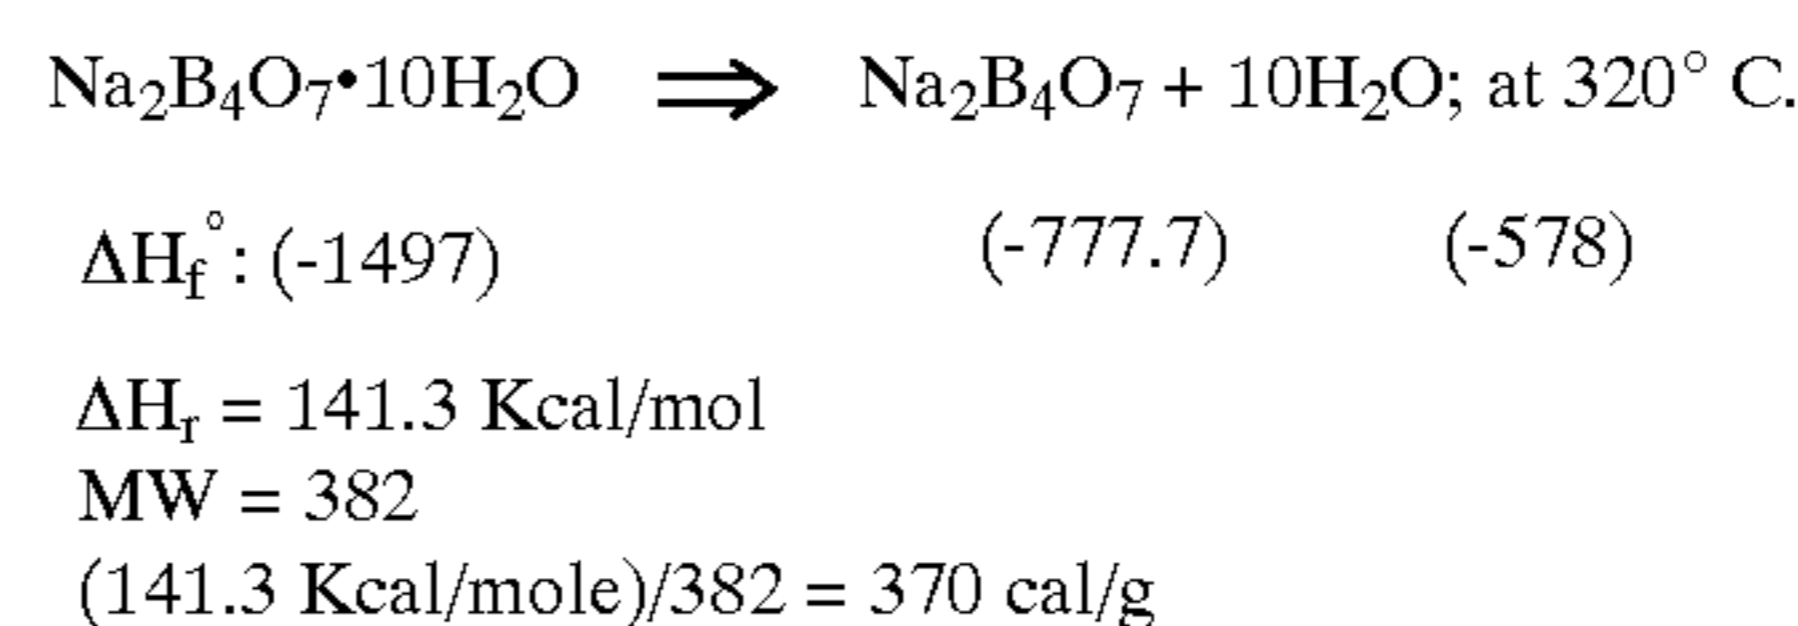 Na₂B₄O₇•10H₂O ⇒ Na₂B₄O₇ + 10H₂O; at 320° C.
ΔHf°: (-1497) (-777.7) (-578)
ΔHr = 141.3 Kcal/mol
MW = 382
(141.3 Kcal/mole)/382 = 370 cal/g